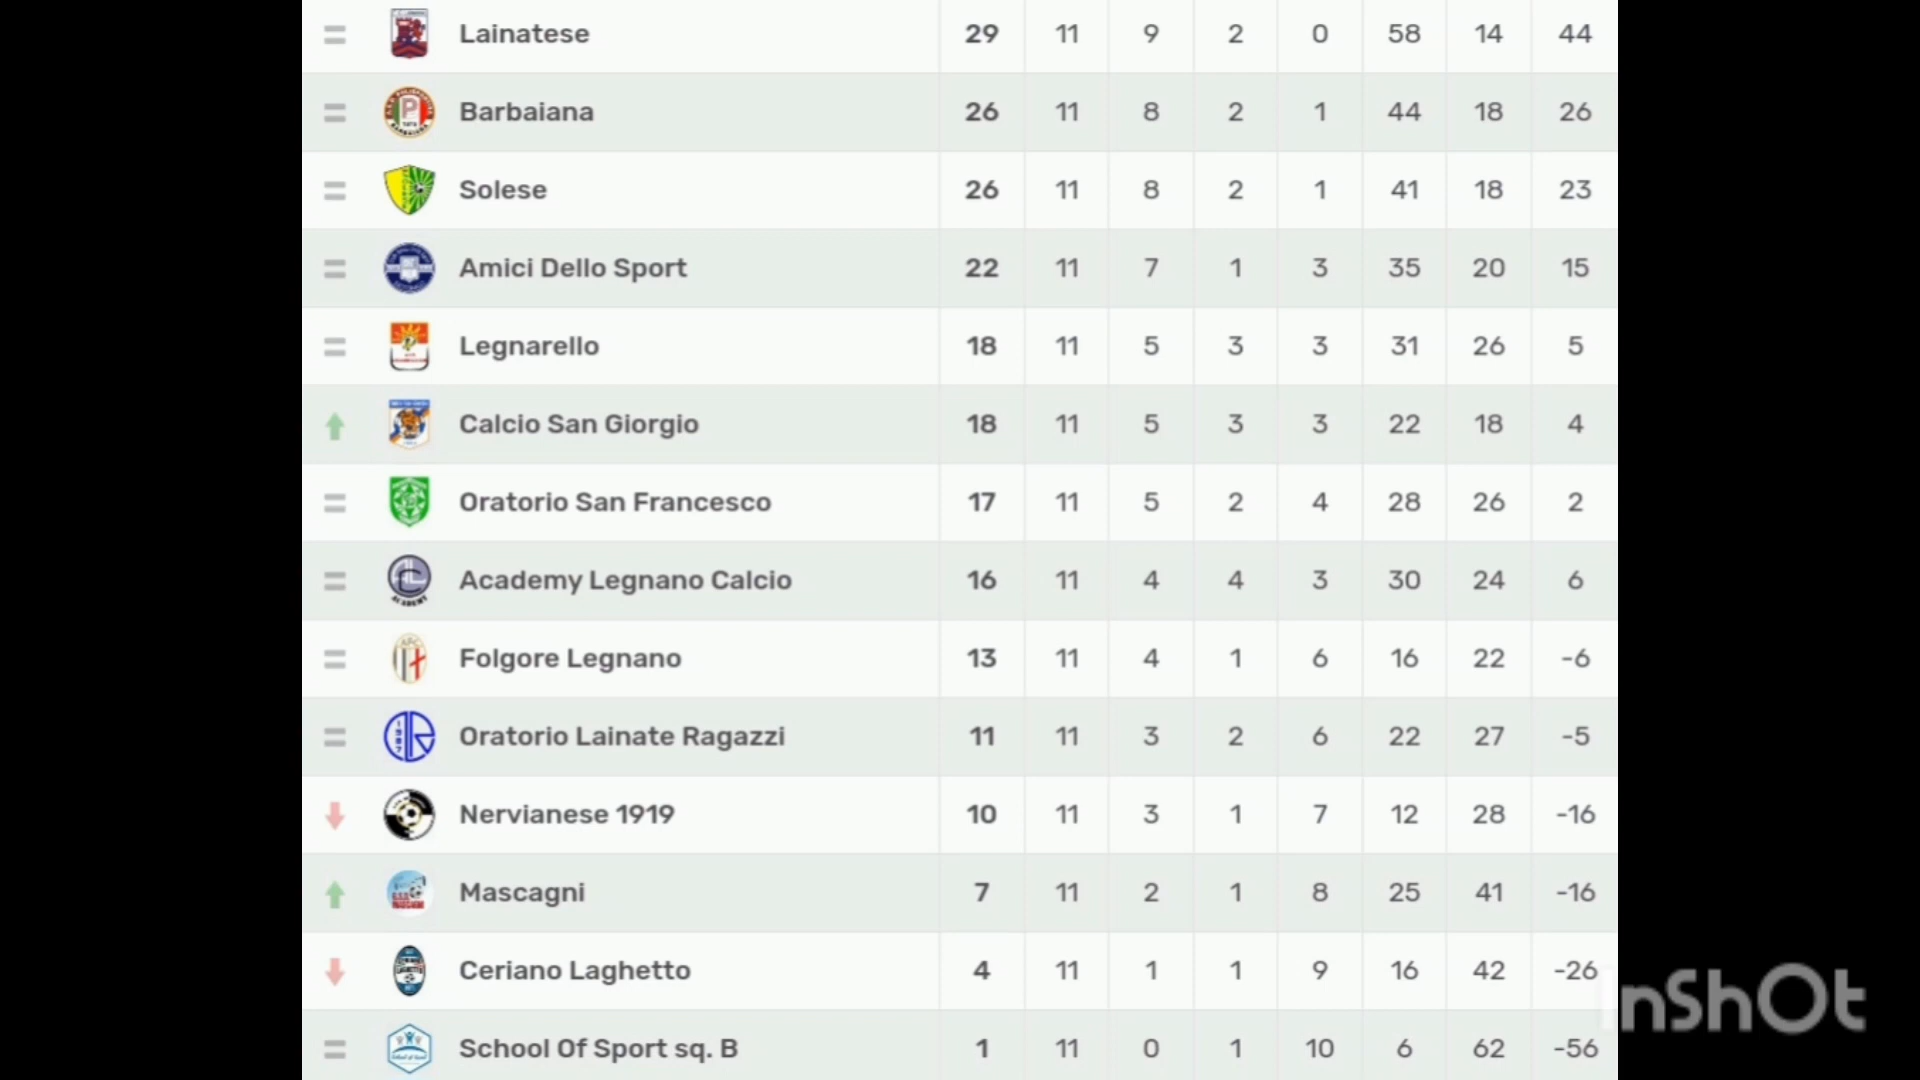 Lainatese 29 11 9 2 0 58 14 44
Barbaiana 26 11 8 2 1 44 18 26
Solese 26 11 8 2 1 41 18 23
Amici Dello Sport 22 11 7 1 3 35 20 15
Legnarello 18 11 5 3 3 31 26 5
Calcio San Giorgio 18 11 5 3 3 22 18 4
Oratorio San Francesco 17 11 5 2 4 28 26 2
Academy Legnano Calcio 16 11 4 4 3 30 24 6
Folgore Legnano 13 11 4 1 6 16 22 -6
Oratorio Lainate Ragazzi 11 11 3 2 6 22 27 -5
Nervianese 1919 10 11 3 1 7 12 28 -16
Mascagni 7 11 2 1 8 25 41 -16
Ceriano Laghetto 4 11 1 1 9 16 42 -26
School Of Sport sq. B 1 11 0 1 10 6 62 -56
InShOt